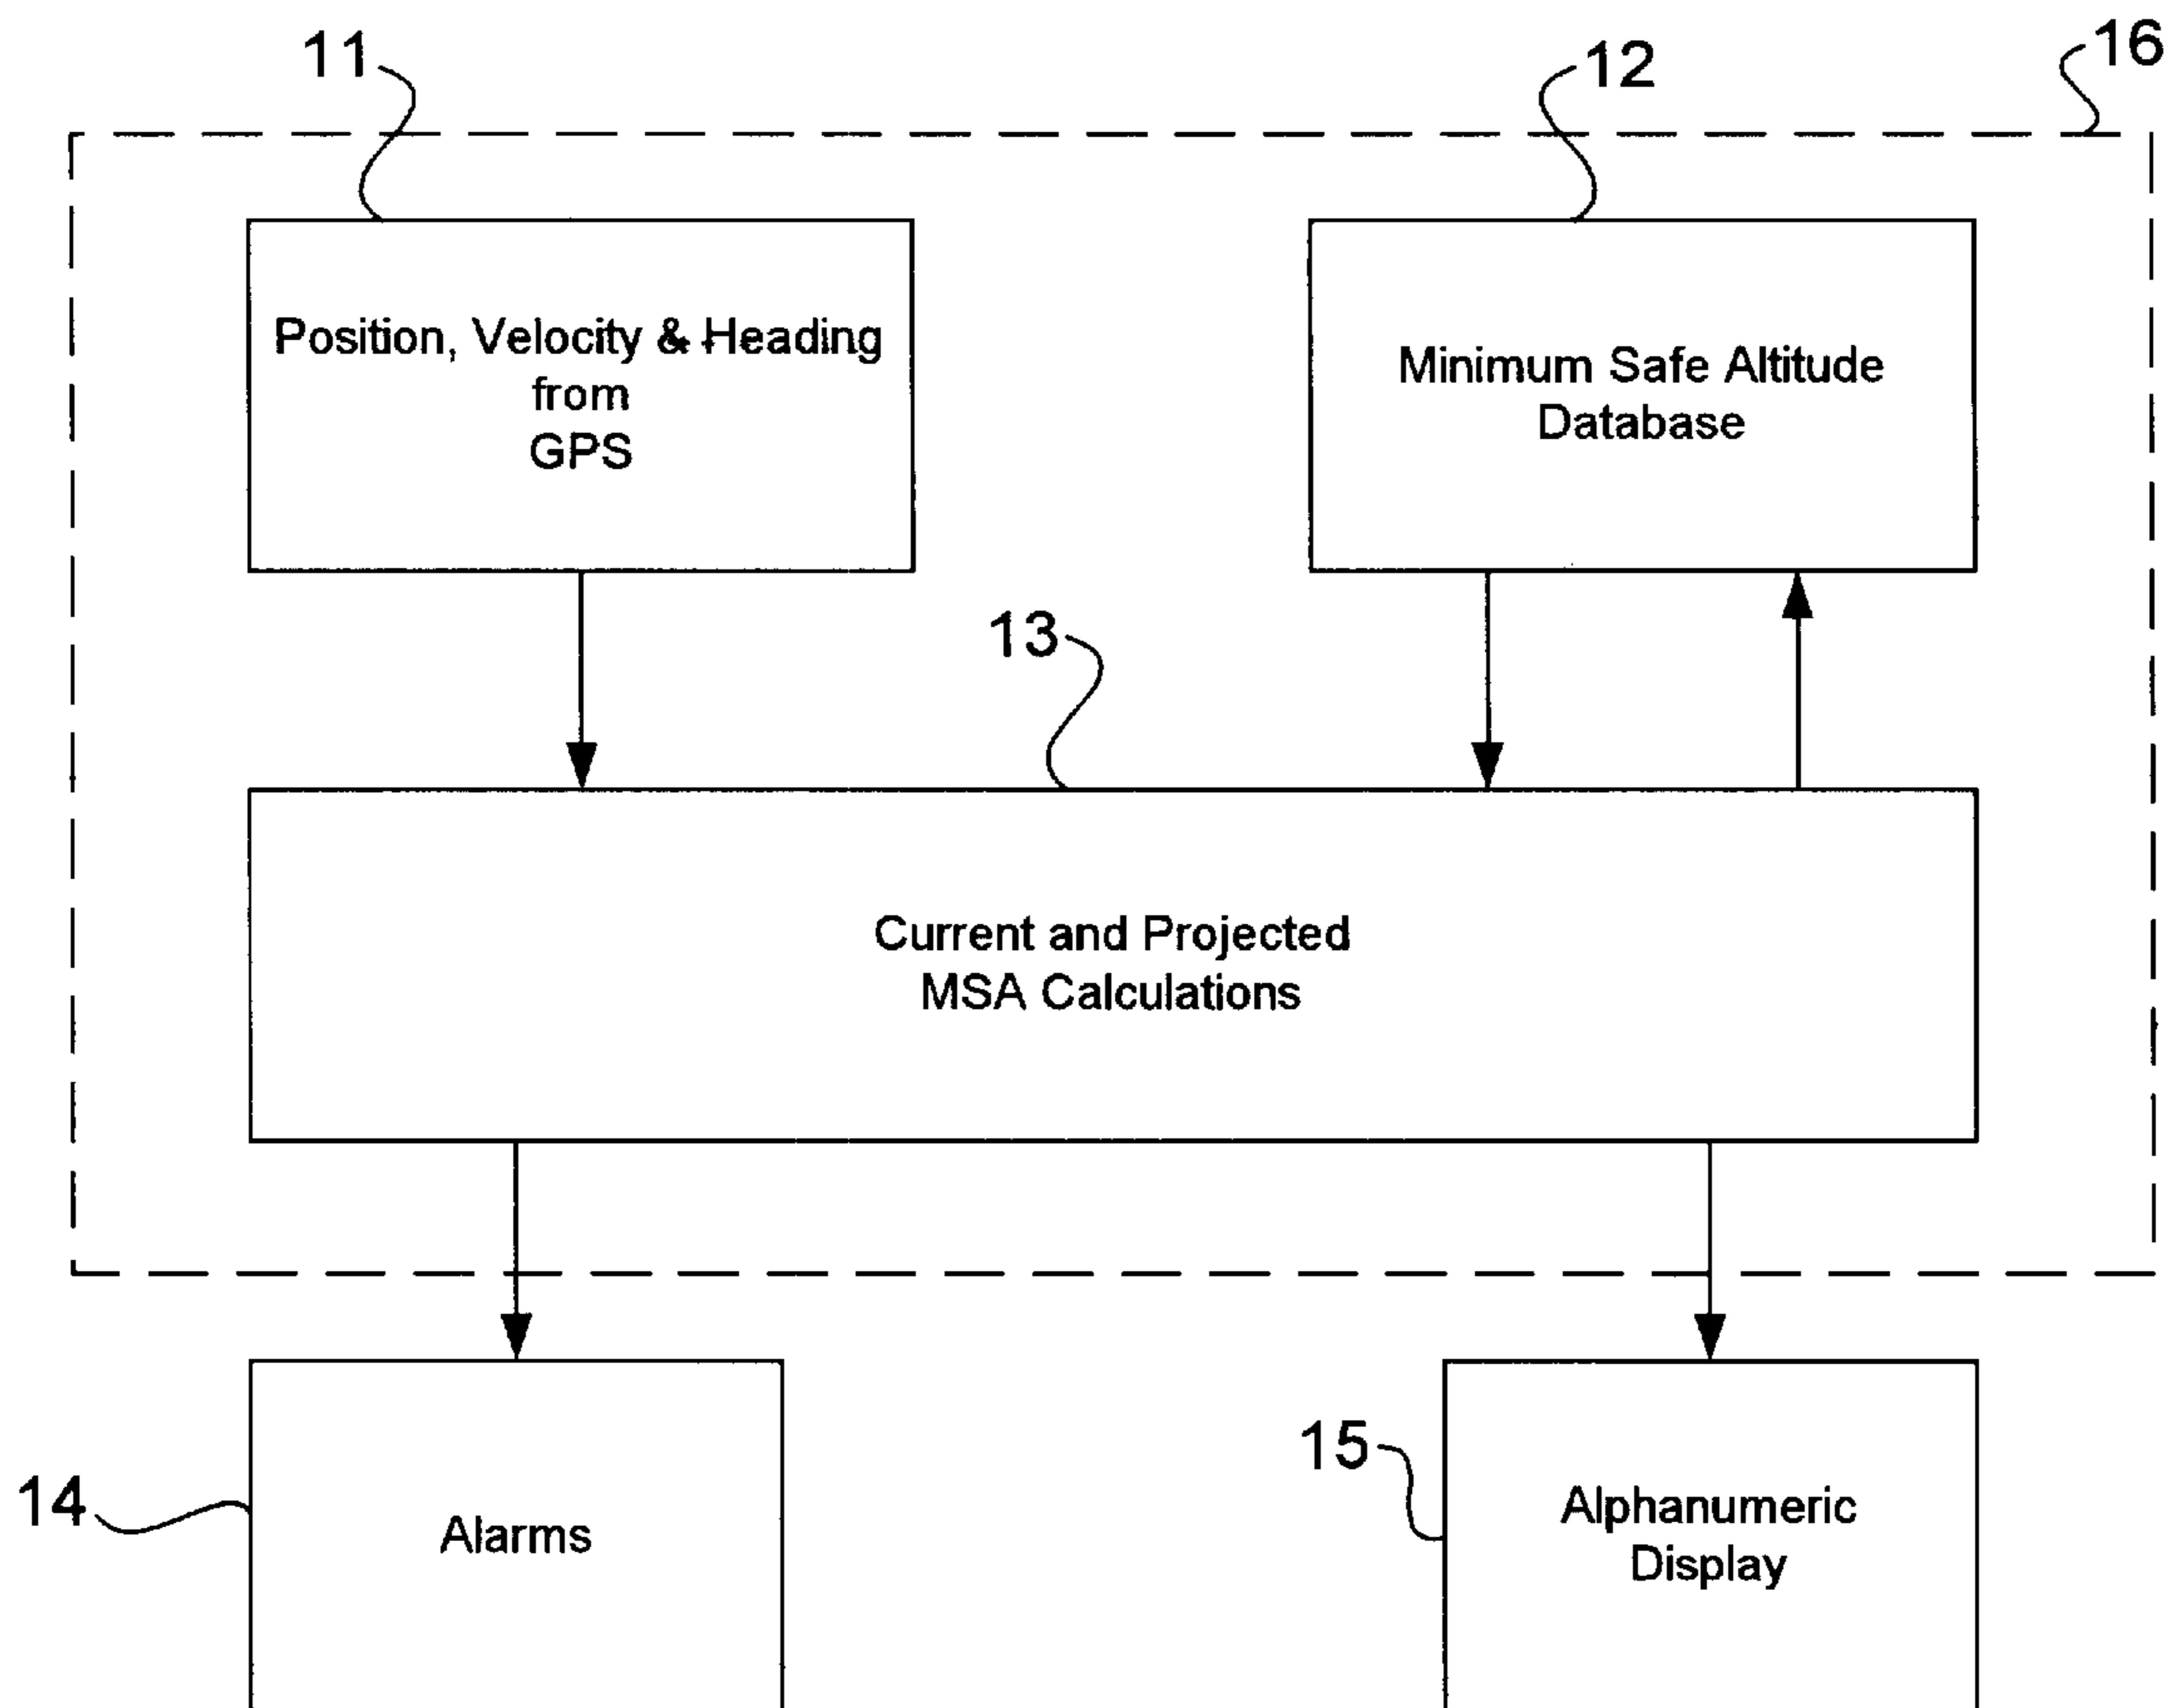 11
12
16
Position, Velocity & Heading
from
GPS
Minimum Safe Altitude
Database
13
Current and Projected
MSA Calculations
14
Alarms
15
Alphanumeric
Display